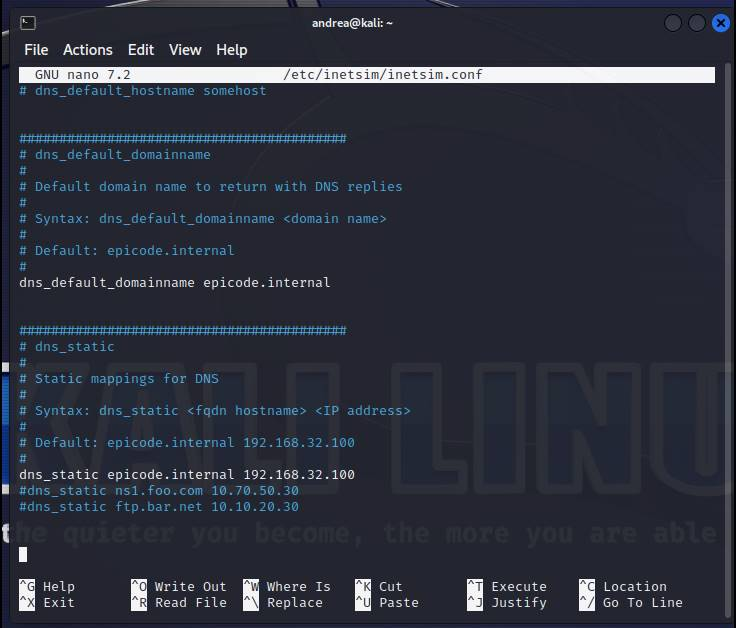 andrea@kali: ~
File Actions Edit View Help
GNU nano 7.2 /etc/inetsim/inetsim.conf
# dns_default_hostname somehost
#########################################
# dns_default_domainname
#
# Default domain name to return with DNS replies
#
# Syntax: dns_default_domainname <domain name>
#
# Default: epicode.internal
#
dns_default_domainname epicode.internal
#########################################
# dns_static
#
# Static mappings for DNS
#
# Syntax: dns_static <fqdn hostname> <IP address>
#
# Default: epicode.internal 192.168.32.100
#
dns_static epicode.internal 192.168.32.100
#dns_static ns1.foo.com 10.70.50.30
#dns_static ftp.bar.net 10.10.20.30
KALI LINU
the quieter you become, the more you are able
^G Help ^O Write Out ^W Where Is ^K Cut ^T Execute ^C Location
^X Exit ^R Read File ^\ Replace ^U Paste ^J Justify ^/ Go To Line